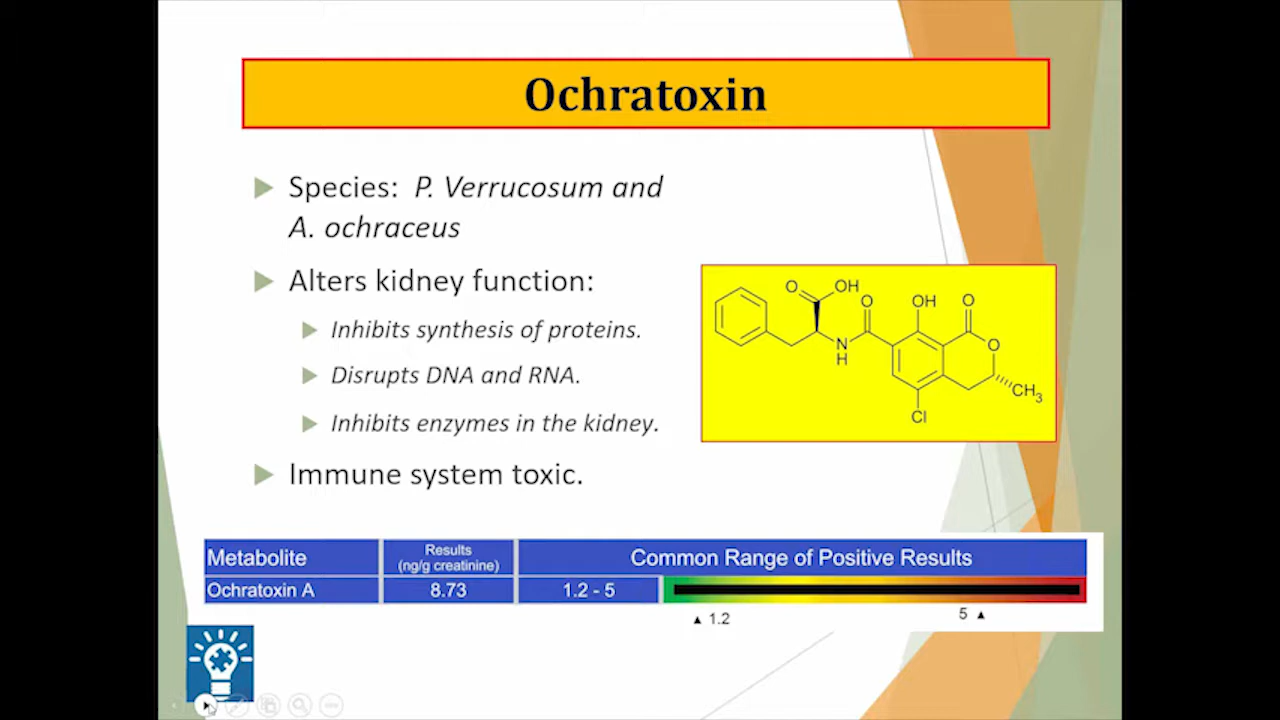 Ochratoxin
Species: P. Verrucosum and
A. ochraceus
Alters kidney function:
Inhibits synthesis of proteins.
Disrupts DNA and RNA.
Inhibits enzymes in the kidney.
Immune system toxic.
O OH O OH O
N
H
O
CH3
Cl
Metabolite Results (ng/g creatinine) Common Range of Positive Results
Ochratoxin A 8.73 1.2 - 5
▲ 1.2 5 ▲